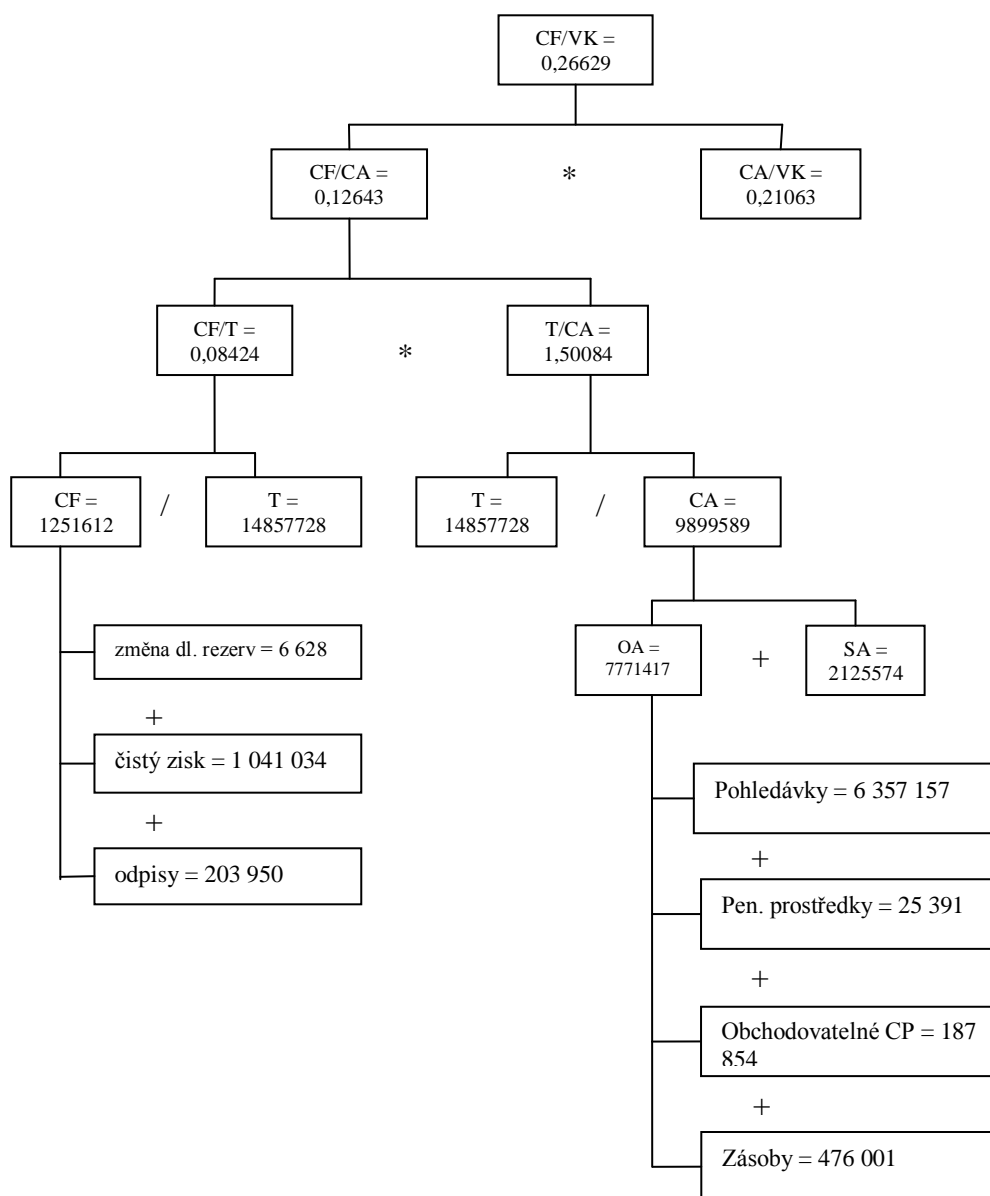 CF/VK =
0,26629
CF/CA =
0,12643
*
CA/VK =
0,21063
CF/T =
0,08424
*
T/CA =
1,50084
CF =
1251612
/
T =
14857728
T =
14857728
/
CA =
9899589
změna dl. rezerv = 6 628
+
čistý zisk = 1 041 034
+
odpisy = 203 950
OA =
7771417
+
SA =
2125574
Pohledávky = 6 357 157
+
Pen. prostředky = 25 391
+
Obchodovatelné CP = 187
854
+
Zásoby = 476 001